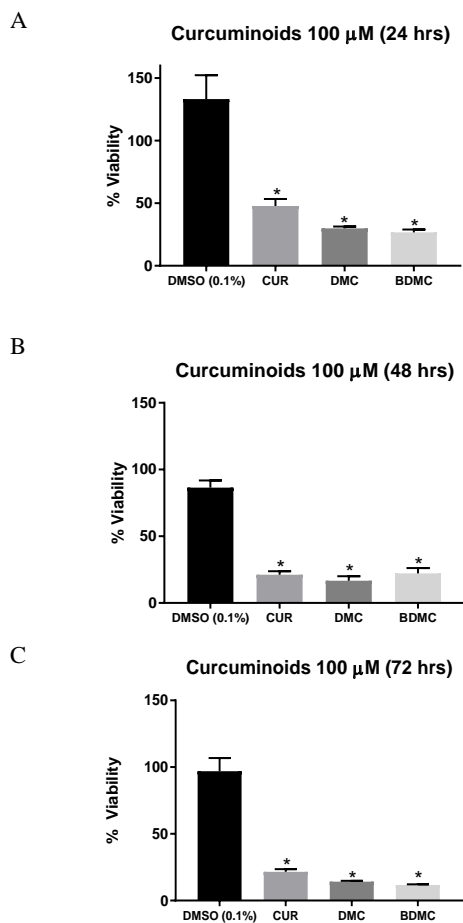 A
Curcuminoids 100 μM (24 hrs)
150
100
50
0
% Viability
* * *
DMSO (0.1%) CUR DMC BDMC
B
Curcuminoids 100 μM (48 hrs)
150
100
50
0
% Viability
* * *
DMSO (0.1%) CUR DMC BDMC
C
Curcuminoids 100 μM (72 hrs)
150
100
50
0
% Viability
* * *
DMSO (0.1%) CUR DMC BDMC